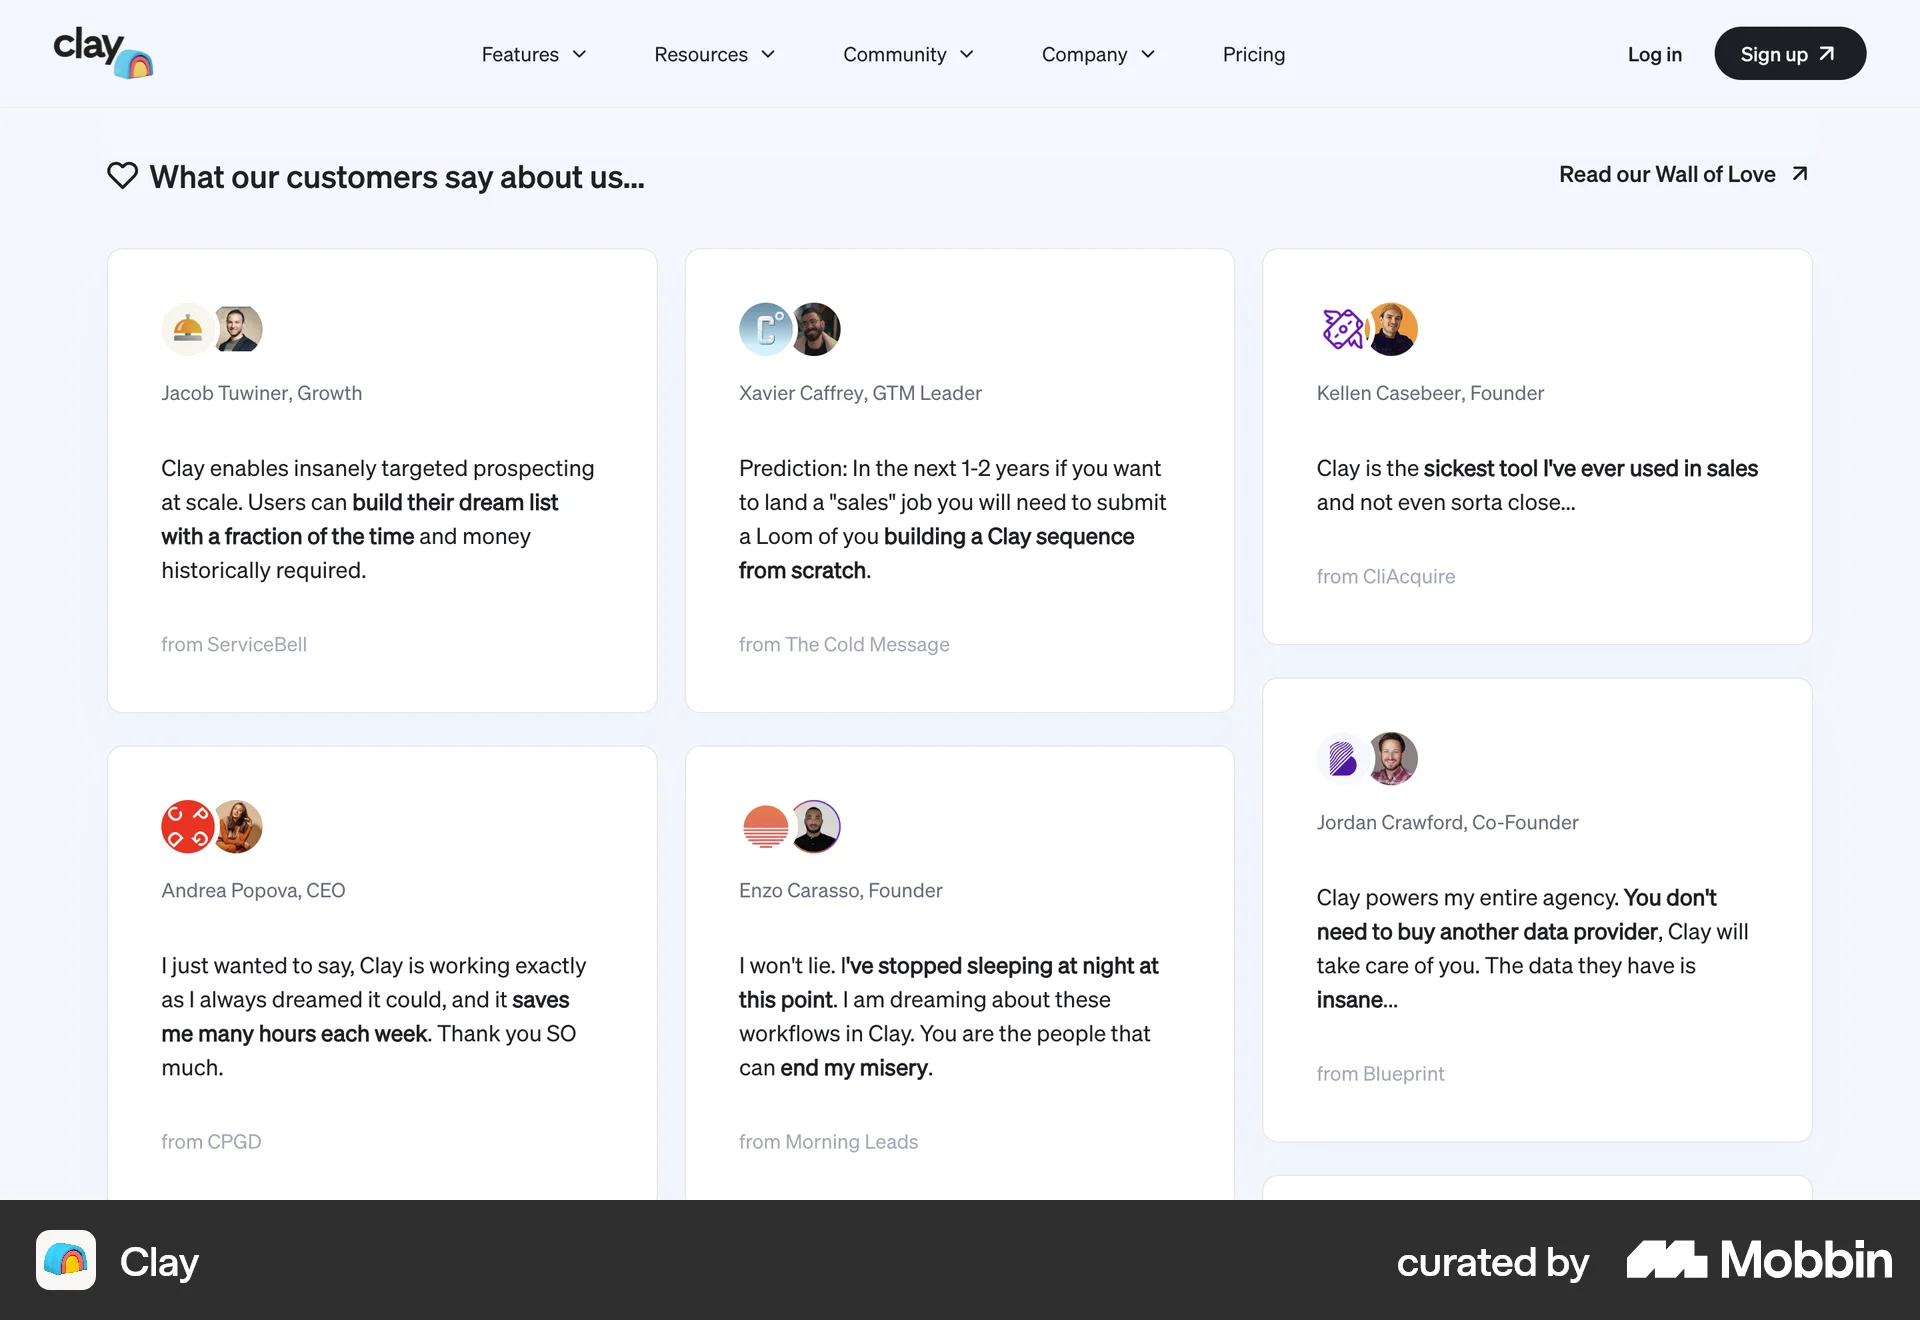 clay
Features
Resources
Community
Company
Pricing
Log in
Sign up
What our customers say about us...
Read our Wall of Love
Jacob Tuwiner, Growth
Clay enables insanely targeted prospecting
at scale. Users can build their dream list
with a fraction of the time and money
historically required.
from ServiceBell
Xavier Caffrey, GTM Leader
Prediction: In the next 1-2 years if you want
to land a "sales" job you will need to submit
a Loom of you building a Clay sequence
from scratch.
from The Cold Message
Kellen Casebeer, Founder
Clay is the sickest tool I've ever used in sales
and not even sorta close...
from CliAcquire
C P
D G
Andrea Popova, CEO
I just wanted to say, Clay is working exactly
as I always dreamed it could, and it saves
me many hours each week. Thank you SO
much.
from CPGD
Enzo Carasso, Founder
I won't lie. I've stopped sleeping at night at
this point. I am dreaming about these
workflows in Clay. You are the people that
can end my misery.
from Morning Leads
Jordan Crawford, Co-Founder
Clay powers my entire agency. You don't
need to buy another data provider, Clay will
take care of you. The data they have is
insane...
from Blueprint
Clay
curated by
Mobbin